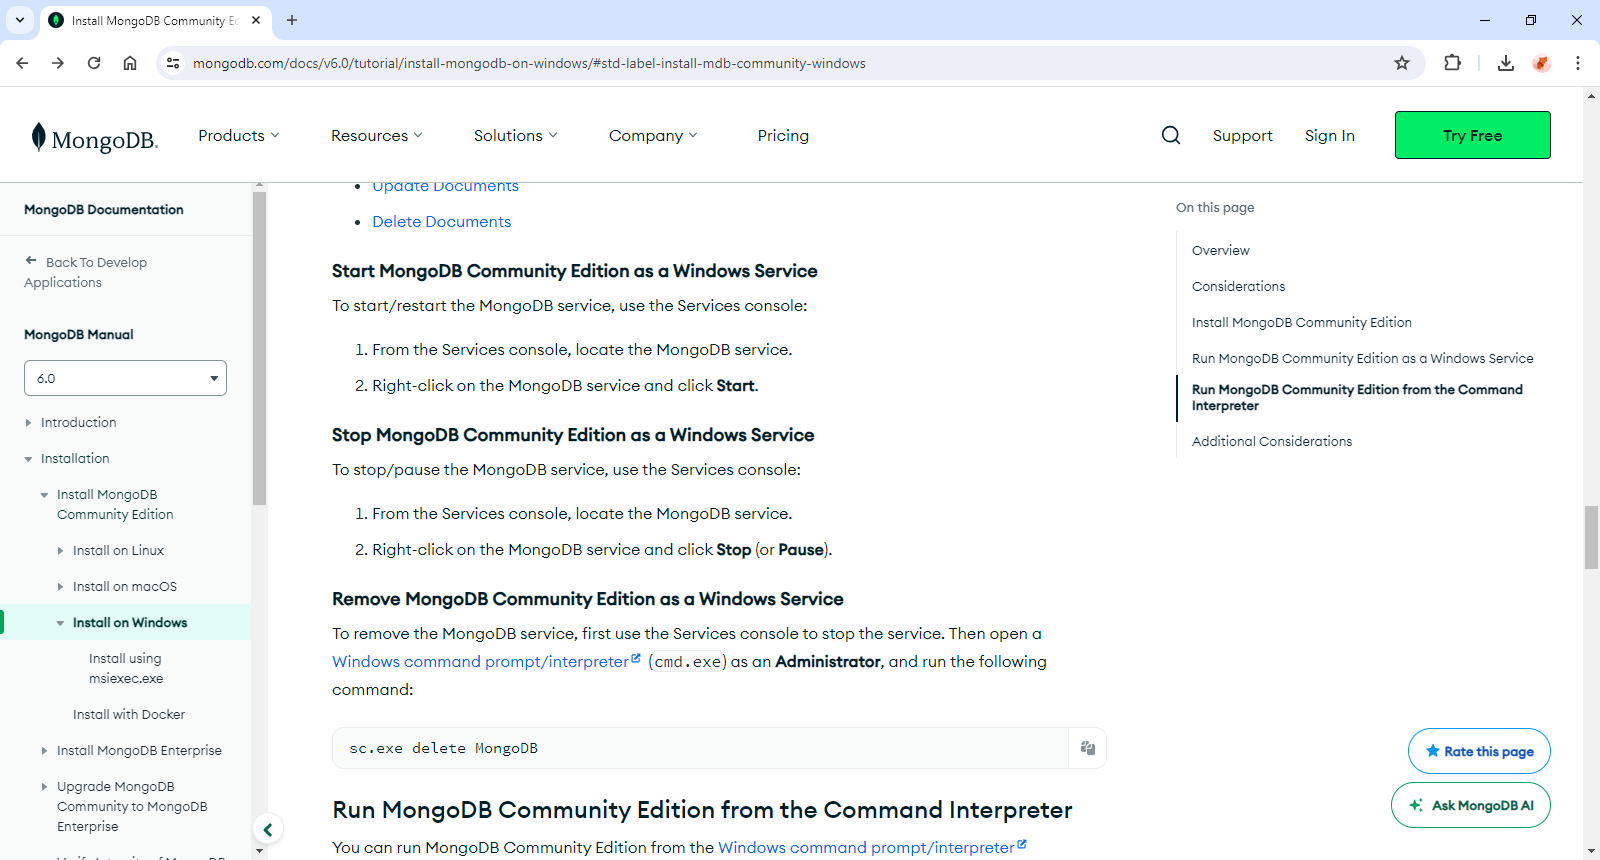 Install MongoDB Community Ec
mongodb.com/docs/v6.0/tutorial/install-mongodb-on-windows/#std-label-install-mdb-community-windows
MongoDB.
Products
Resources
Solutions
Company
Pricing
Support
Sign In
Try Free
MongoDB Documentation
Back To Develop
Applications
MongoDB Manual
6.0
Introduction
Installation
Install MongoDB
Community Edition
Install on Linux
Install on macOS
Install on Windows
Install using
msiexec.exe
Install with Docker
Install MongoDB Enterprise
Upgrade MongoDB
Community to MongoDB
Enterprise
Verify Integrity of MongoDB
Update Documents
Delete Documents
Start MongoDB Community Edition as a Windows Service
To start/restart the MongoDB service, use the Services console:
1. From the Services console, locate the MongoDB service.
2. Right-click on the MongoDB service and click Start.
Stop MongoDB Community Edition as a Windows Service
To stop/pause the MongoDB service, use the Services console:
1. From the Services console, locate the MongoDB service.
2. Right-click on the MongoDB service and click Stop (or Pause).
Remove MongoDB Community Edition as a Windows Service
To remove the MongoDB service, first use the Services console to stop the service. Then open a
Windows command prompt/interpreter (cmd.exe) as an Administrator, and run the following
command:
sc.exe delete MongoDB
Run MongoDB Community Edition from the Command Interpreter
You can run MongoDB Community Edition from the Windows command prompt/interpreter
On this page
Overview
Considerations
Install MongoDB Community Edition
Run MongoDB Community Edition as a Windows Service
Run MongoDB Community Edition from the Command
Interpreter
Additional Considerations
Rate this page
Ask MongoDB AI